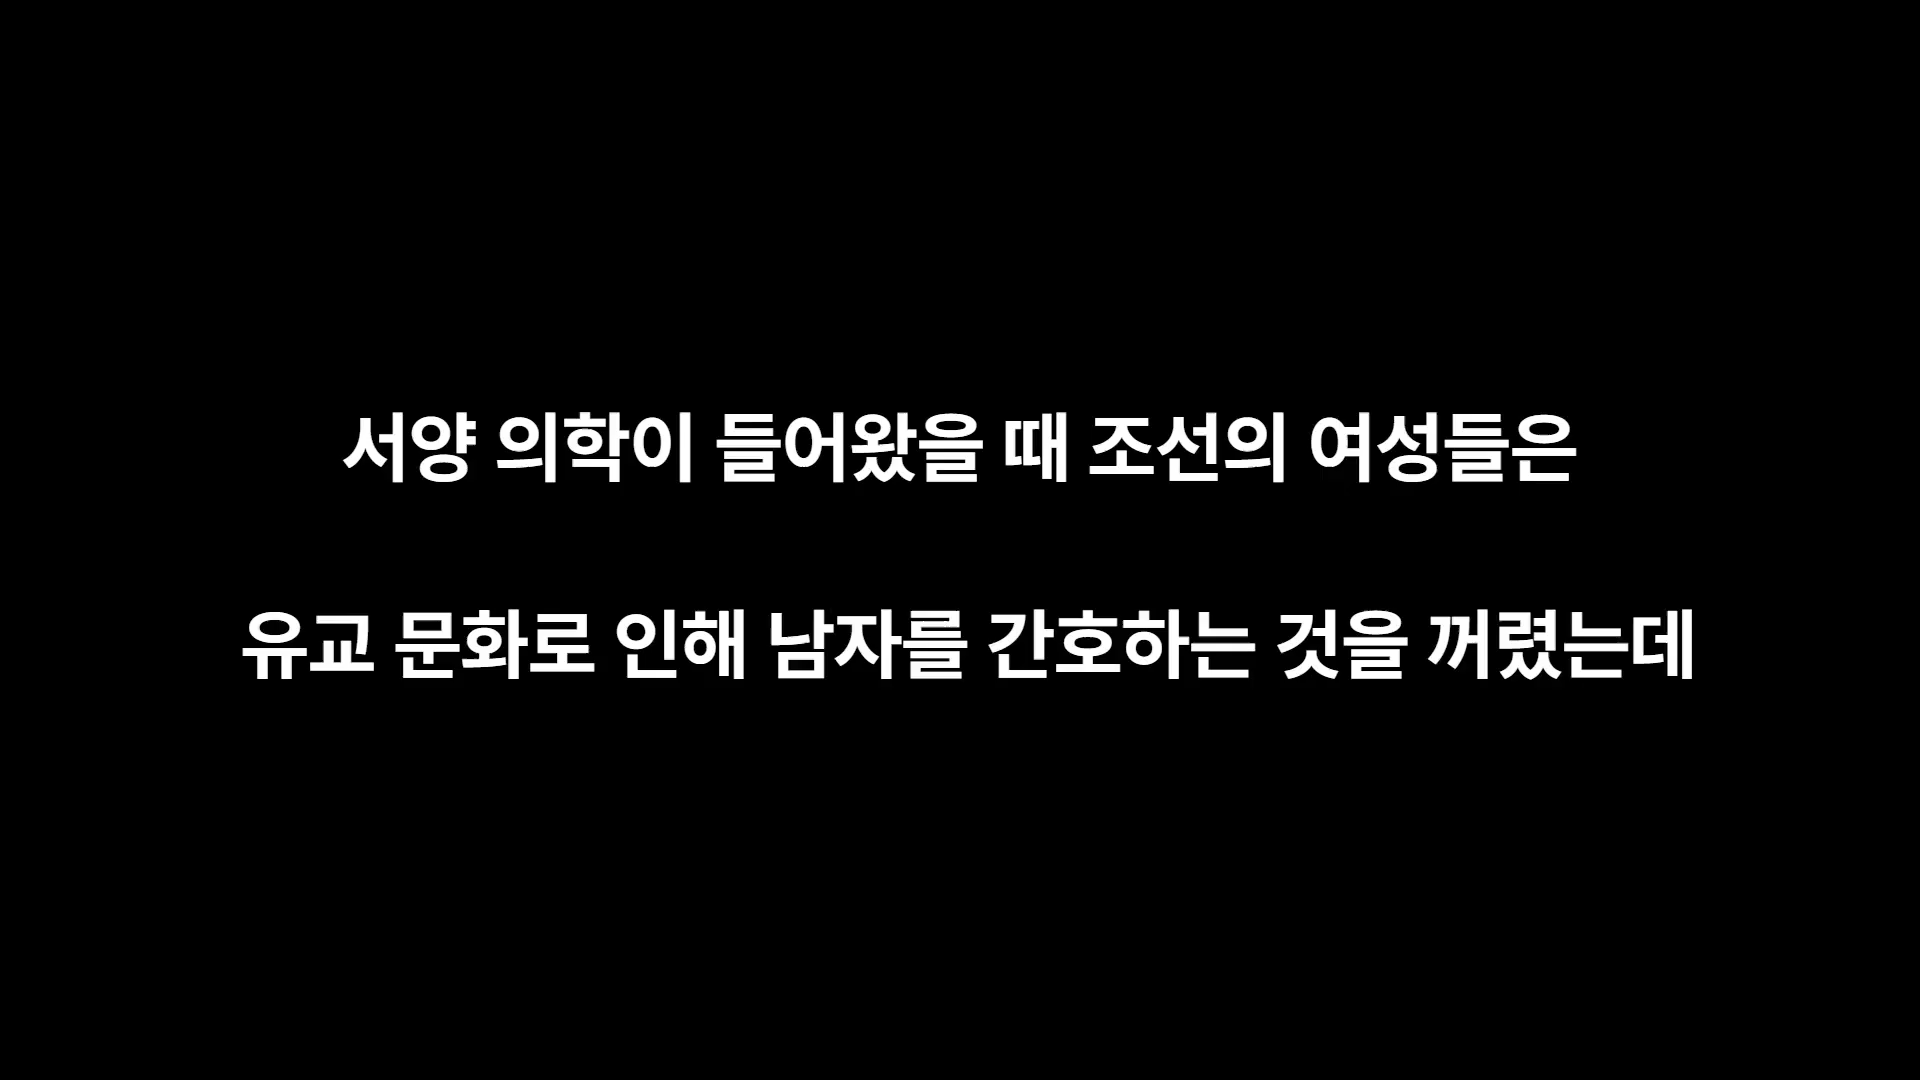 서양 의학이 들어왔을 때 조선의 여성들은
유교 문화로 인해 남자를 간호하는 것을 꺼렸는데